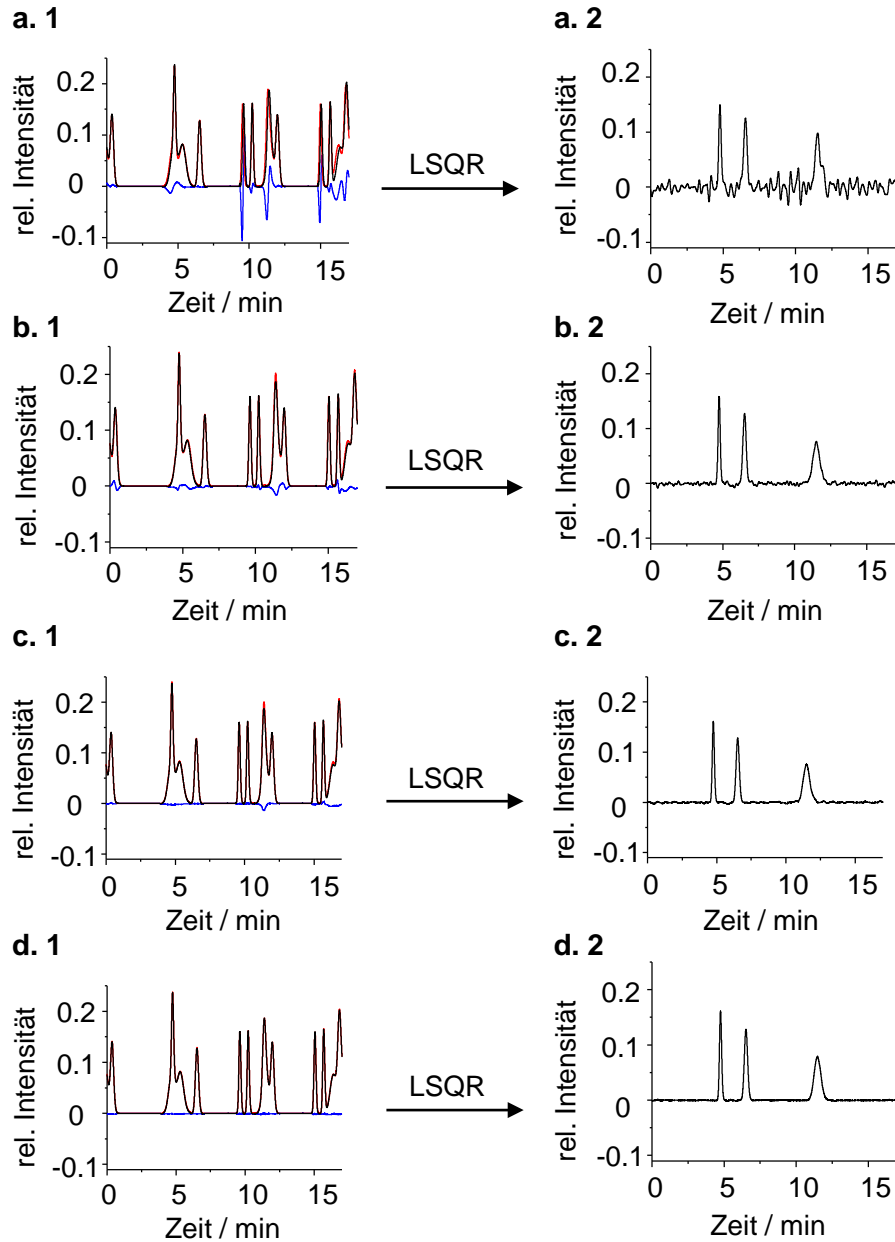 a. 1
a. 2
rel. Intensität
0.2
0.1
0
-0.1
0 5 10 15
Zeit / min
LSQR
rel. Intensität
0.2
0.1
0
-0.1
0 5 10 15
Zeit / min
b. 1
b. 2
rel. Intensität
0.2
0.1
0
-0.1
0 5 10 15
Zeit / min
LSQR
rel. Intensität
0.2
0.1
0
-0.1
0 5 10 15
Zeit / min
c. 1
c. 2
rel. Intensität
0.2
0.1
0
-0.1
0 5 10 15
Zeit / min
LSQR
rel. Intensität
0.2
0.1
0
-0.1
0 5 10 15
Zeit / min
d. 1
d. 2
rel. Intensität
0.2
0.1
0
-0.1
0 5 10 15
Zeit / min
LSQR
rel. Intensität
0.2
0.1
0
-0.1
0 5 10 15
Zeit / min